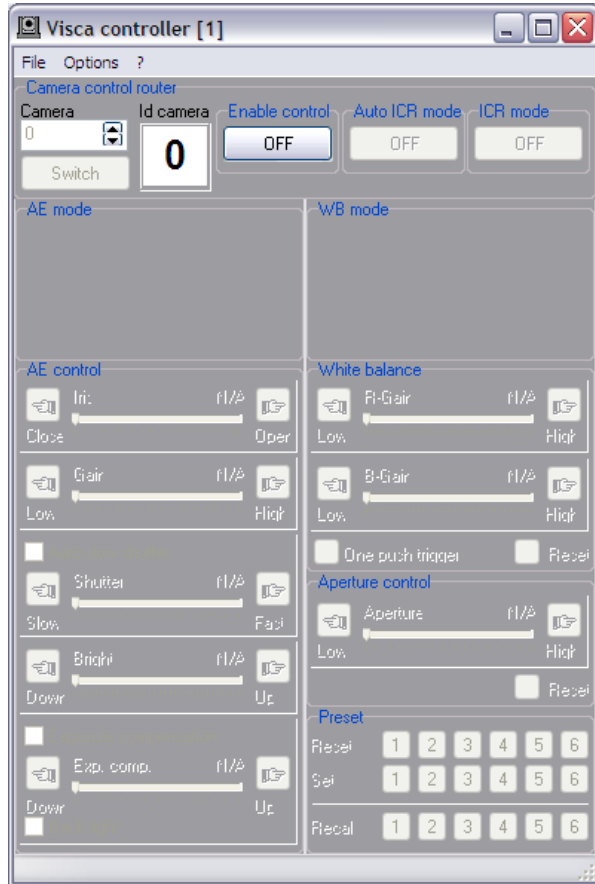 Visca controller [1]
File Options ?
Camera control router
Camera Id camera Enable control Auto ICR mode ICR mode
0 0 OFF OFF OFF
Switch
AE mode
WB mode
AE control
Iris n/a
Close Open
Gain n/a
Low High
Shutter n/a
Slow Fast
Bright n/a
Down Up
Exp. comp. n/a
Down Up
White balance
R-Gain n/a
Low High
B-Gain n/a
Low High
One push trigger Reset
Aperture control
Aperture n/a
Low High
Reset
Preset
Reset 1 2 3 4 5 6
Set 1 2 3 4 5 6
Recal 1 2 3 4 5 6